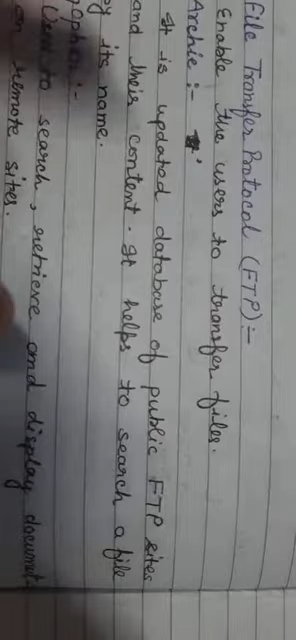 File Transfer Protocol (FTP):-
Enable the users to transfer files.
Archie:-
It is updated database of public FTP sites
and their content. It helps to search a file
by its name.
Gopher:-
Used to search, retrieve and display documet
on remote sites.